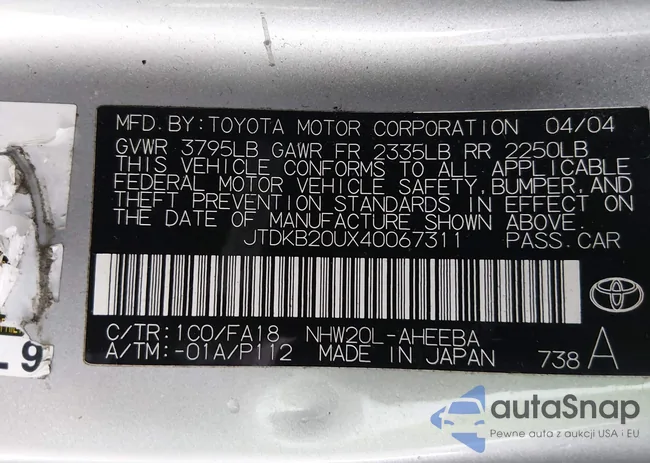 MFD.BY:TOYOTA MOTOR CORPORATION 04/04
GVWR 3795LB GAWR FR 2335LB RR 2250LB
THIS VEHICLE CONFORMS TO ALL APPLICABLE
FEDERAL MOTOR VEHICLE SAFETY, BUMPER, AND
THEFT PREVENTION STANDARDS IN EFFECT ON
THE DATE OF MANUFACTURE SHOWN ABOVE.
JTDKB20UX40067311 PASS.CAR
C/TR:1C0/FA18 NHW20L-AHEEBA
A/TM:-01A/P112 MADE IN JAPAN 738 A
9
autaSnap
Pewne auta z aukcji USA i EU